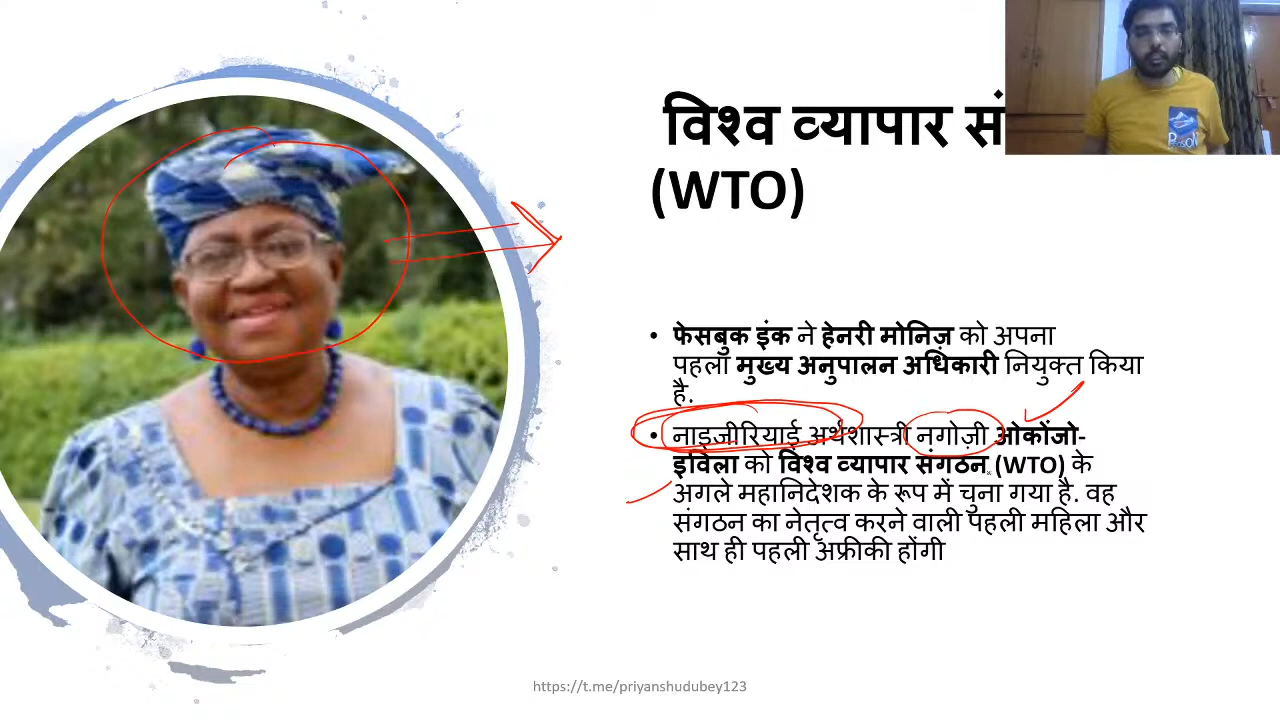 विश्व व्यापार सं
(WTO)
• फेसबुक इंक ने हेनरी मोनिज़ को अपना
पहला मुख्य अनुपालन अधिकारी नियुक्त किया
है.
• नाइजीरियाई अर्थशास्त्री नगोज़ी ओकोंजो-
इविला को विश्व व्यापार संगठन (WTO) के
अगले महानिदेशक के रूप में चुना गया है. वह
संगठन का नेतृत्व करने वाली पहली महिला और
साथ ही पहली अफ्रीकी होंगी
https://t.me/priyanshudubey123